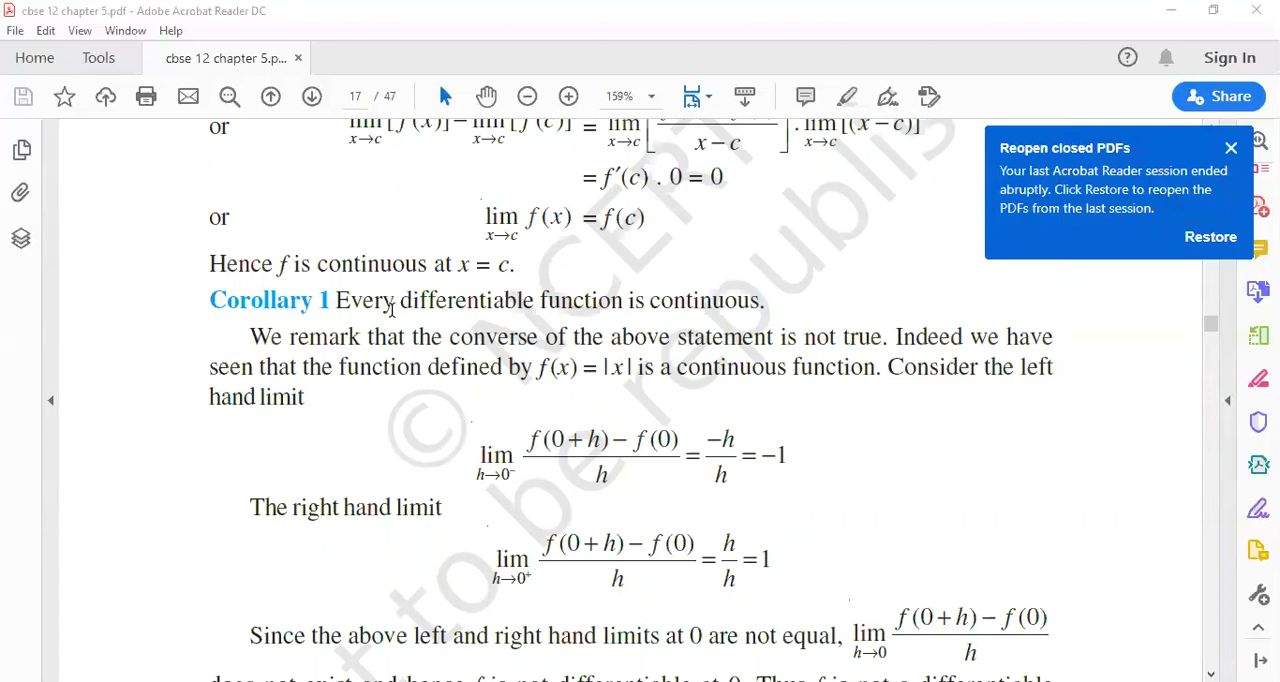 cbse 12 chapter 5.pdf - Adobe Acrobat Reader DC
File Edit View Window Help
Home Tools cbse 12 chapter 5.p... ×
Sign In
17 / 47 159% Share
or lim [f(x)] − lim [f(c)] = lim [ / x − c ] . lim [(x − c)]
x→c x→c x→c x→c
= f′(c) . 0 = 0
or lim f(x) = f(c)
x→c
Hence f is continuous at x = c.
Corollary 1 Every differentiable function is continuous.
We remark that the converse of the above statement is not true. Indeed we have
seen that the function defined by f(x) = |x| is a continuous function. Consider the left
hand limit
lim h→0⁻ f(0+h) − f(0) / h = −h / h = −1
The right hand limit
lim h→0⁺ f(0+h) − f(0) / h = h / h = 1
Since the above left and right hand limits at 0 are not equal, lim h→0 f(0+h) − f(0) / h
does not exist and hence f is not differentiable at 0. Thus f is not a differentiable
Reopen closed PDFs
Your last Acrobat Reader session ended
abruptly. Click Restore to reopen the
PDFs from the last session.
Restore
© NCERT
to be republis